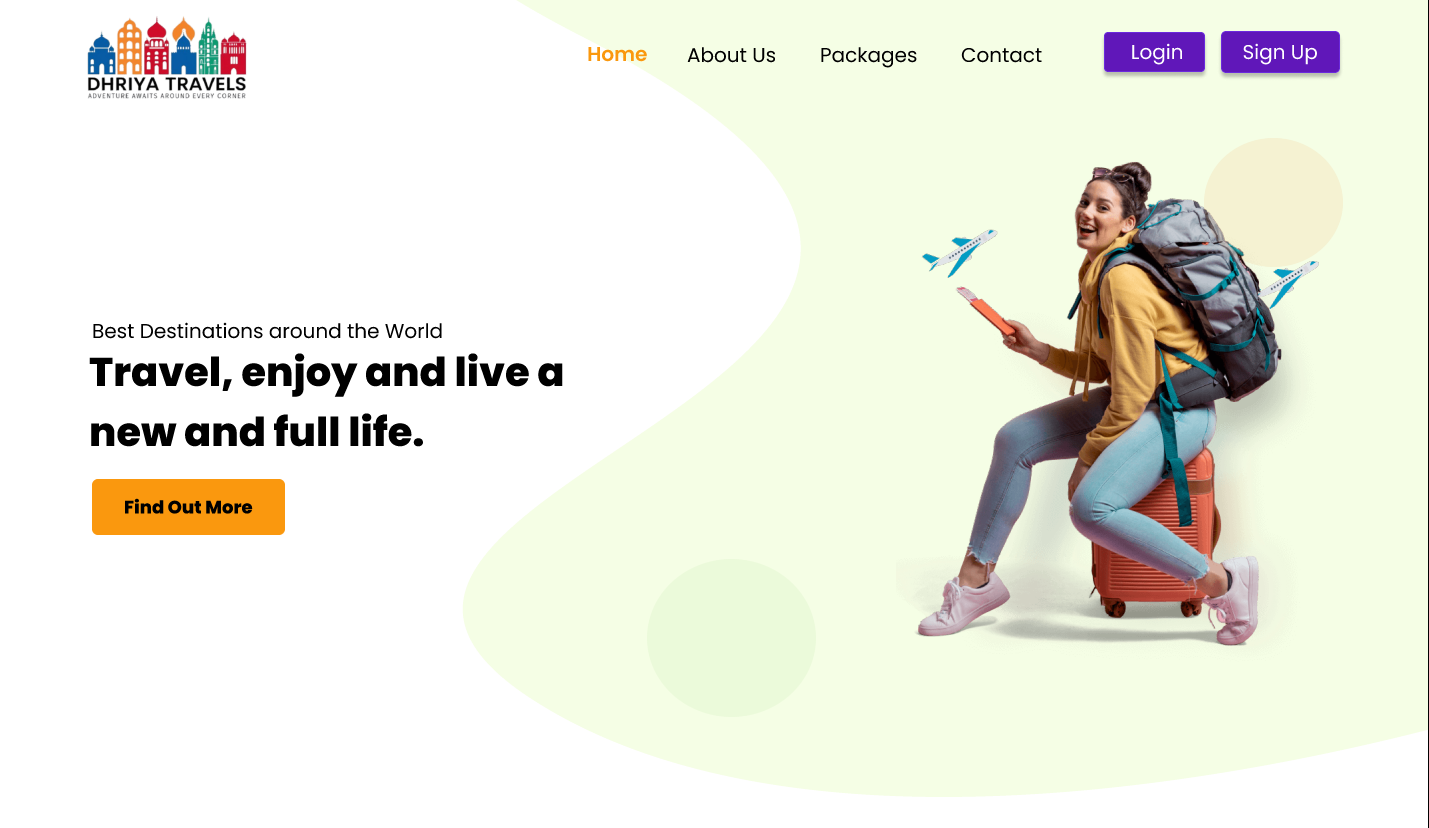 DHRIYA TRAVELS
ADVENTURE AWAITS AROUND EVERY CORNER
Home About Us Packages Contact Login Sign Up
Best Destinations around the World
Travel, enjoy and live a
new and full life.
Find Out More